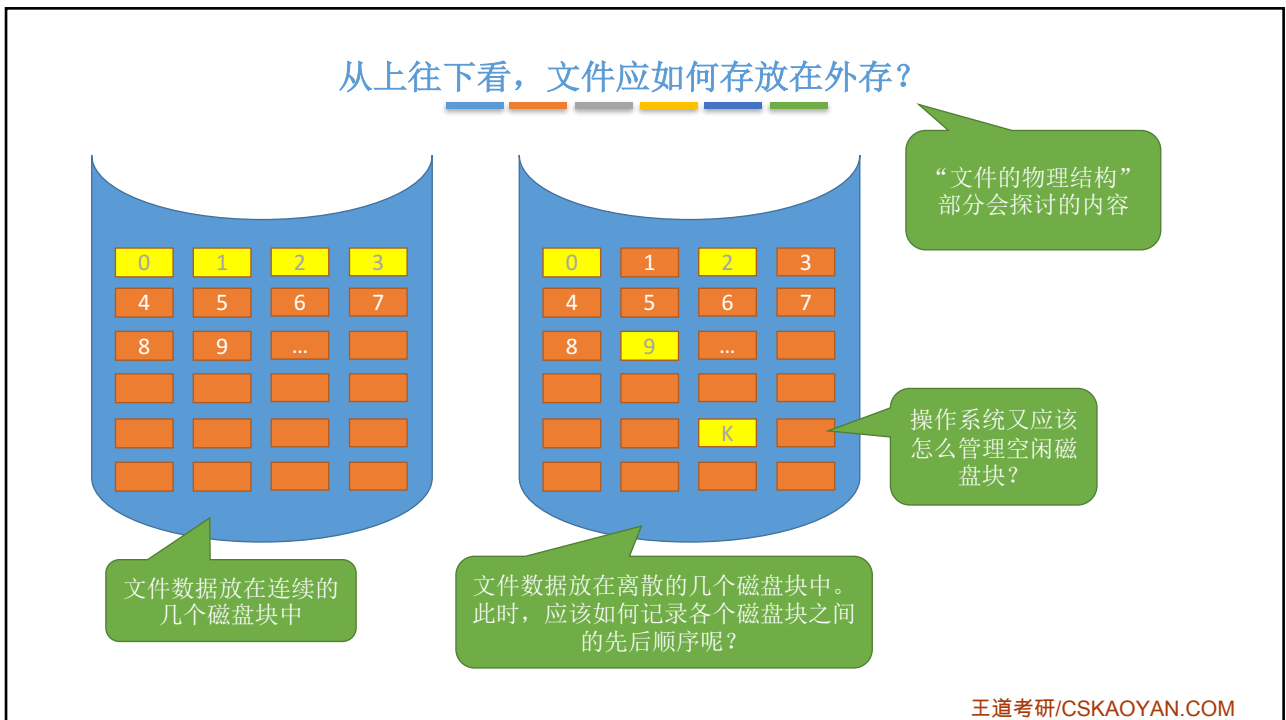 从上往下看，文件应如何存放在外存？
“文件的物理结构”
部分会探讨的内容
0 1 2 3
4 5 6 7
8 9 ...
0 1 2 3
4 5 6 7
8 9 ...
K
操作系统又应该
怎么管理空闲磁
盘块？
文件数据放在连续的
几个磁盘块中
文件数据放在离散的几个磁盘块中。
此时，应该如何记录各个磁盘块之间
的先后顺序呢？
王道考研/CSKAOYAN.COM